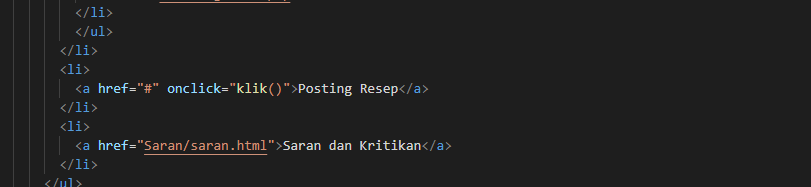 </li>
</ul>
</li>
<li>
<a href="#" onclick="klik()">Posting Resep</a>
</li>
<li>
<a href="Saran/saran.html">Saran dan Kritikan</a>
</li>
</ul>